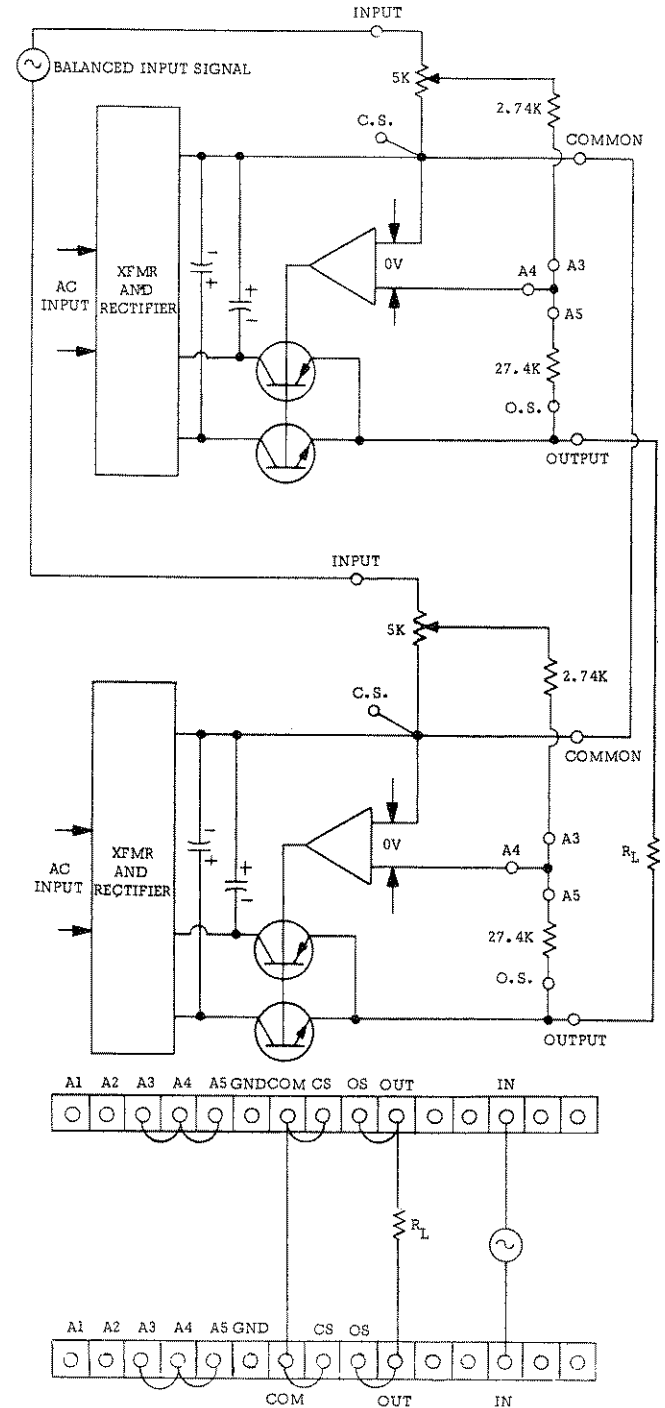 INPUT
BALANCED INPUT SIGNAL
5K
2.74K
C.S.
COMMON
XFMR
AND
RECTIFIER
AC
INPUT
-
+
+
-
0V
A4
A3
A5
27.4K
O.S.
OUTPUT
INPUT
5K
2.74K
C.S.
COMMON
XFMR
AND
RECTIFIER
AC
INPUT
-
+
+
-
0V
A4
A3
A5
RL
27.4K
O.S.
OUTPUT
A1 A2 A3 A4 A5 GND COM CS OS OUT IN
RL
A1 A2 A3 A4 A5 GND CS OS
COM OUT IN